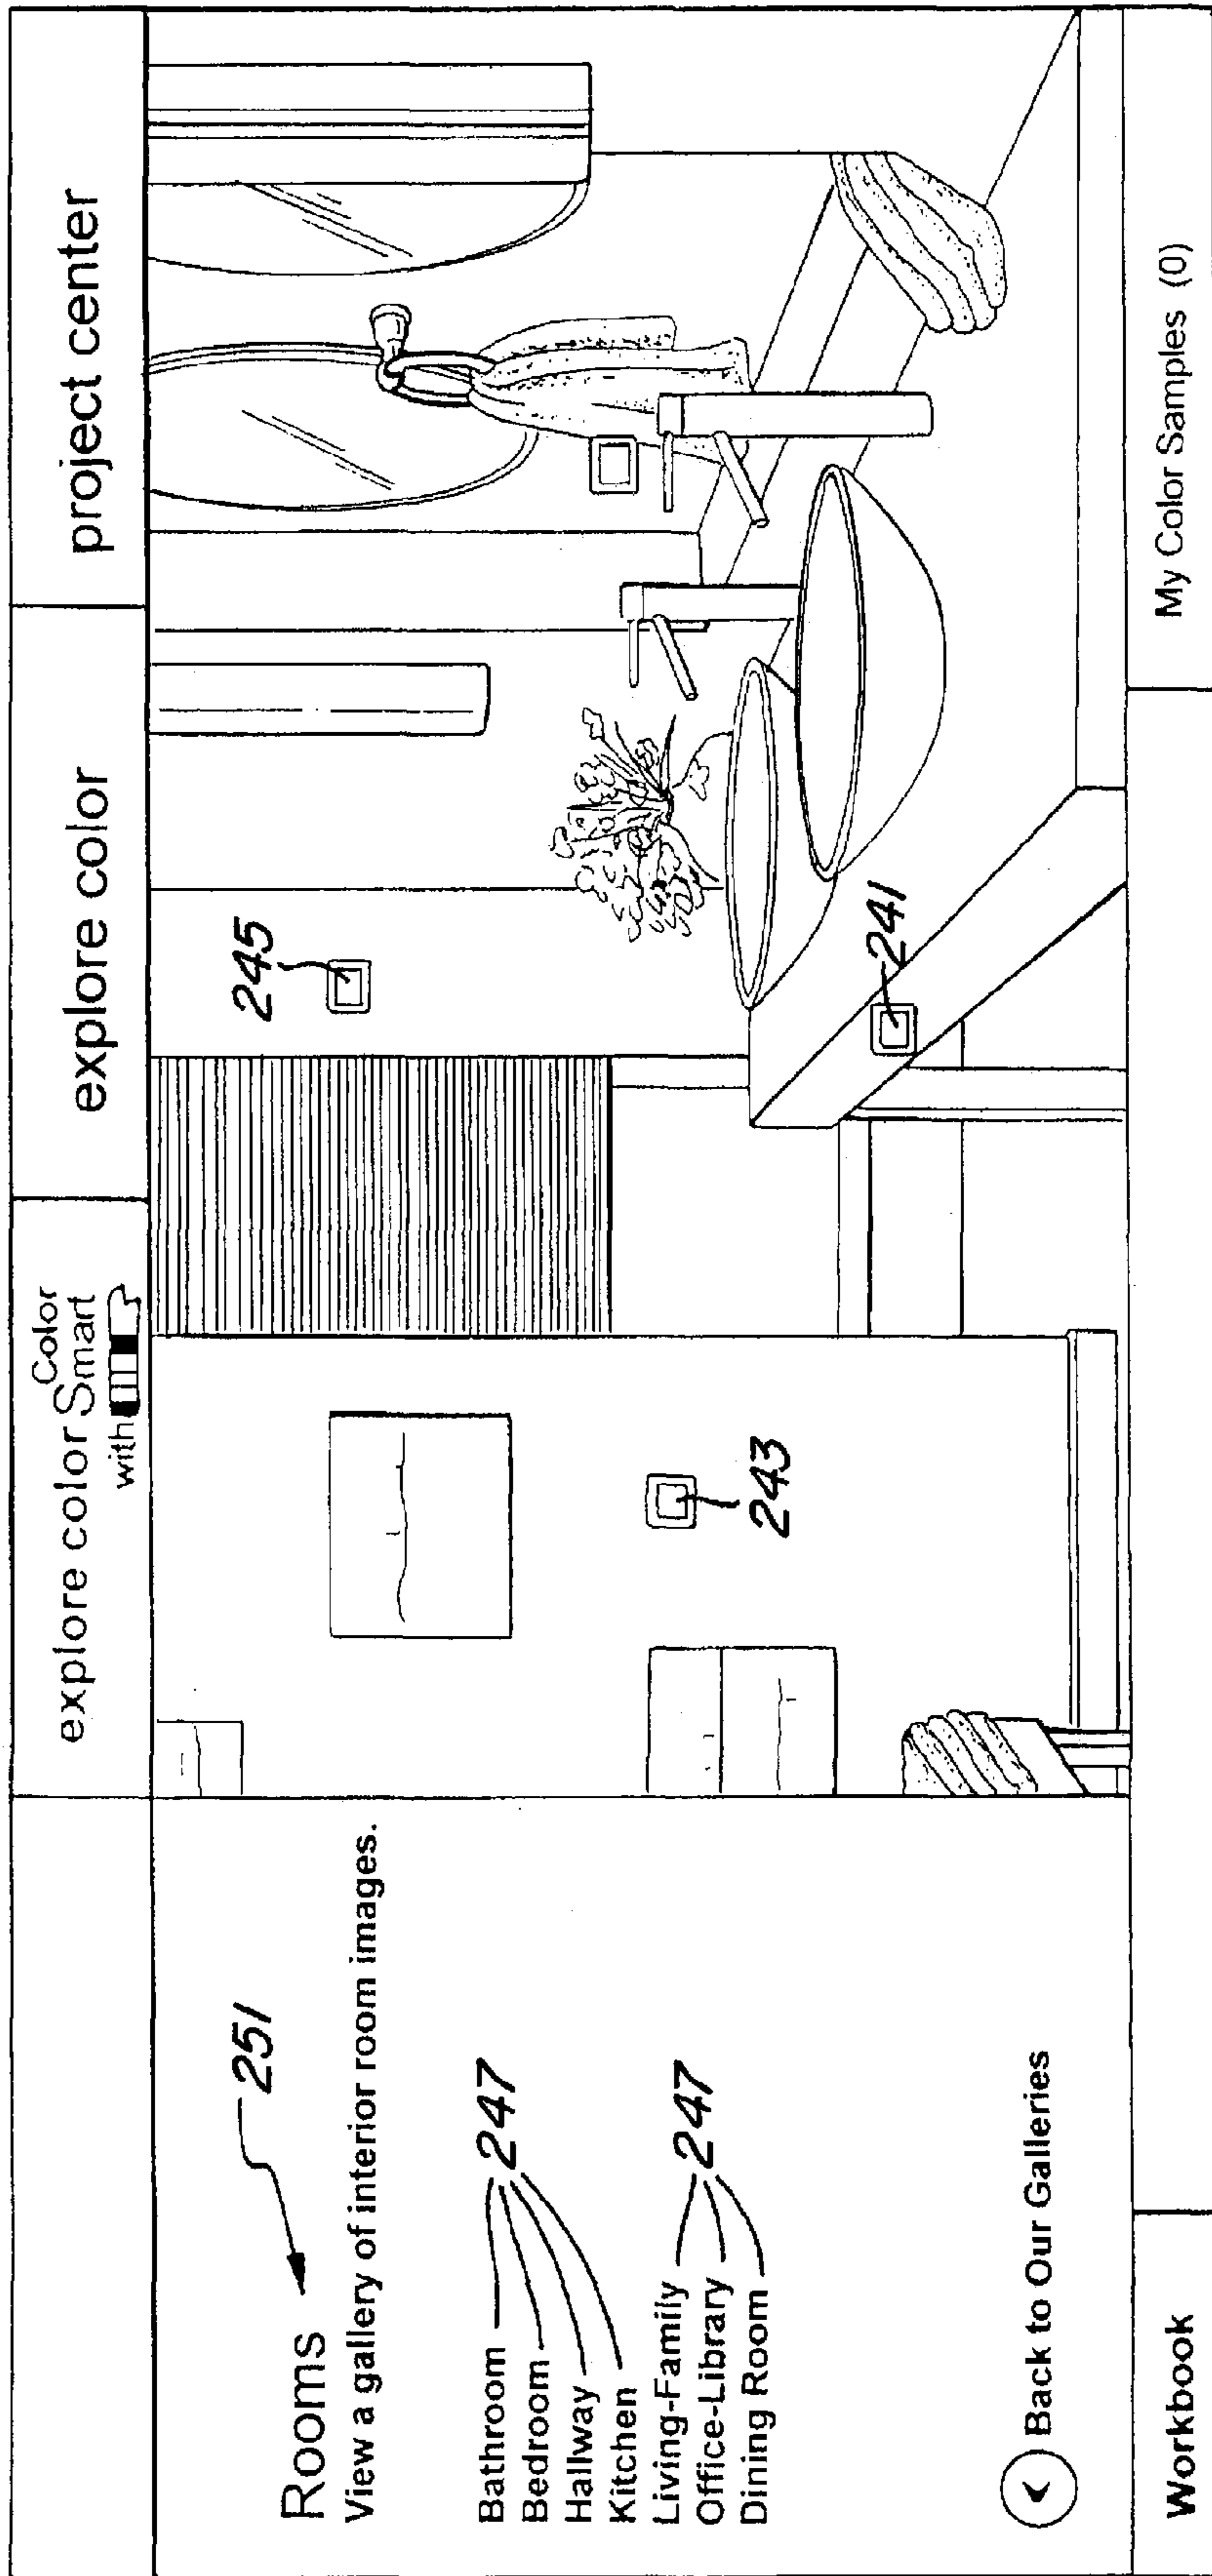 explore color
Color
Smart
with
explore color
project center
Rooms
251
View a gallery of interior room images.
Bathroom
Bedroom
Hallway
Kitchen
247
Living-Family
Office-Library
Dining Room
247
245
243
241
Back to Our Galleries
Workbook
My Color Samples (0)